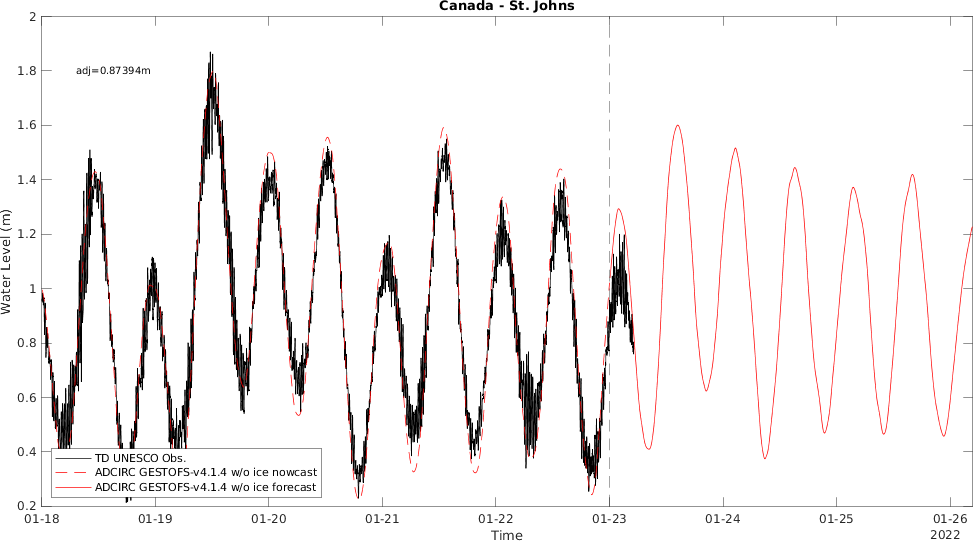 Canada - St. Johns
adj=0.87394m
Water Level (m)
2
1.8
1.6
1.4
1.2
1
0.8
0.6
0.4
0.2
TD UNESCO Obs.
ADCIRC GESTOFS-v4.1.4 w/o ice nowcast
ADCIRC GESTOFS-v4.1.4 w/o ice forecast
01-18 01-19 01-20 01-21 01-22 01-23 01-24 01-25 01-26
Time
2022